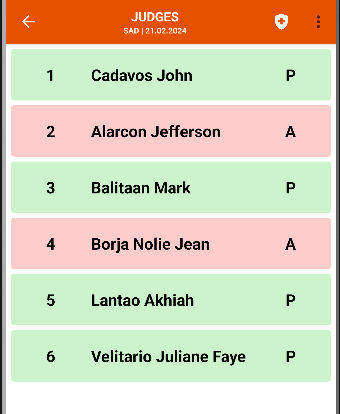 JUDGES
SAD | 21.02.2024
1 Cadavos John P
2 Alarcon Jefferson A
3 Balitaan Mark P
4 Borja Nolie Jean A
5 Lantao Akhiah P
6 Velitario Juliane Faye P